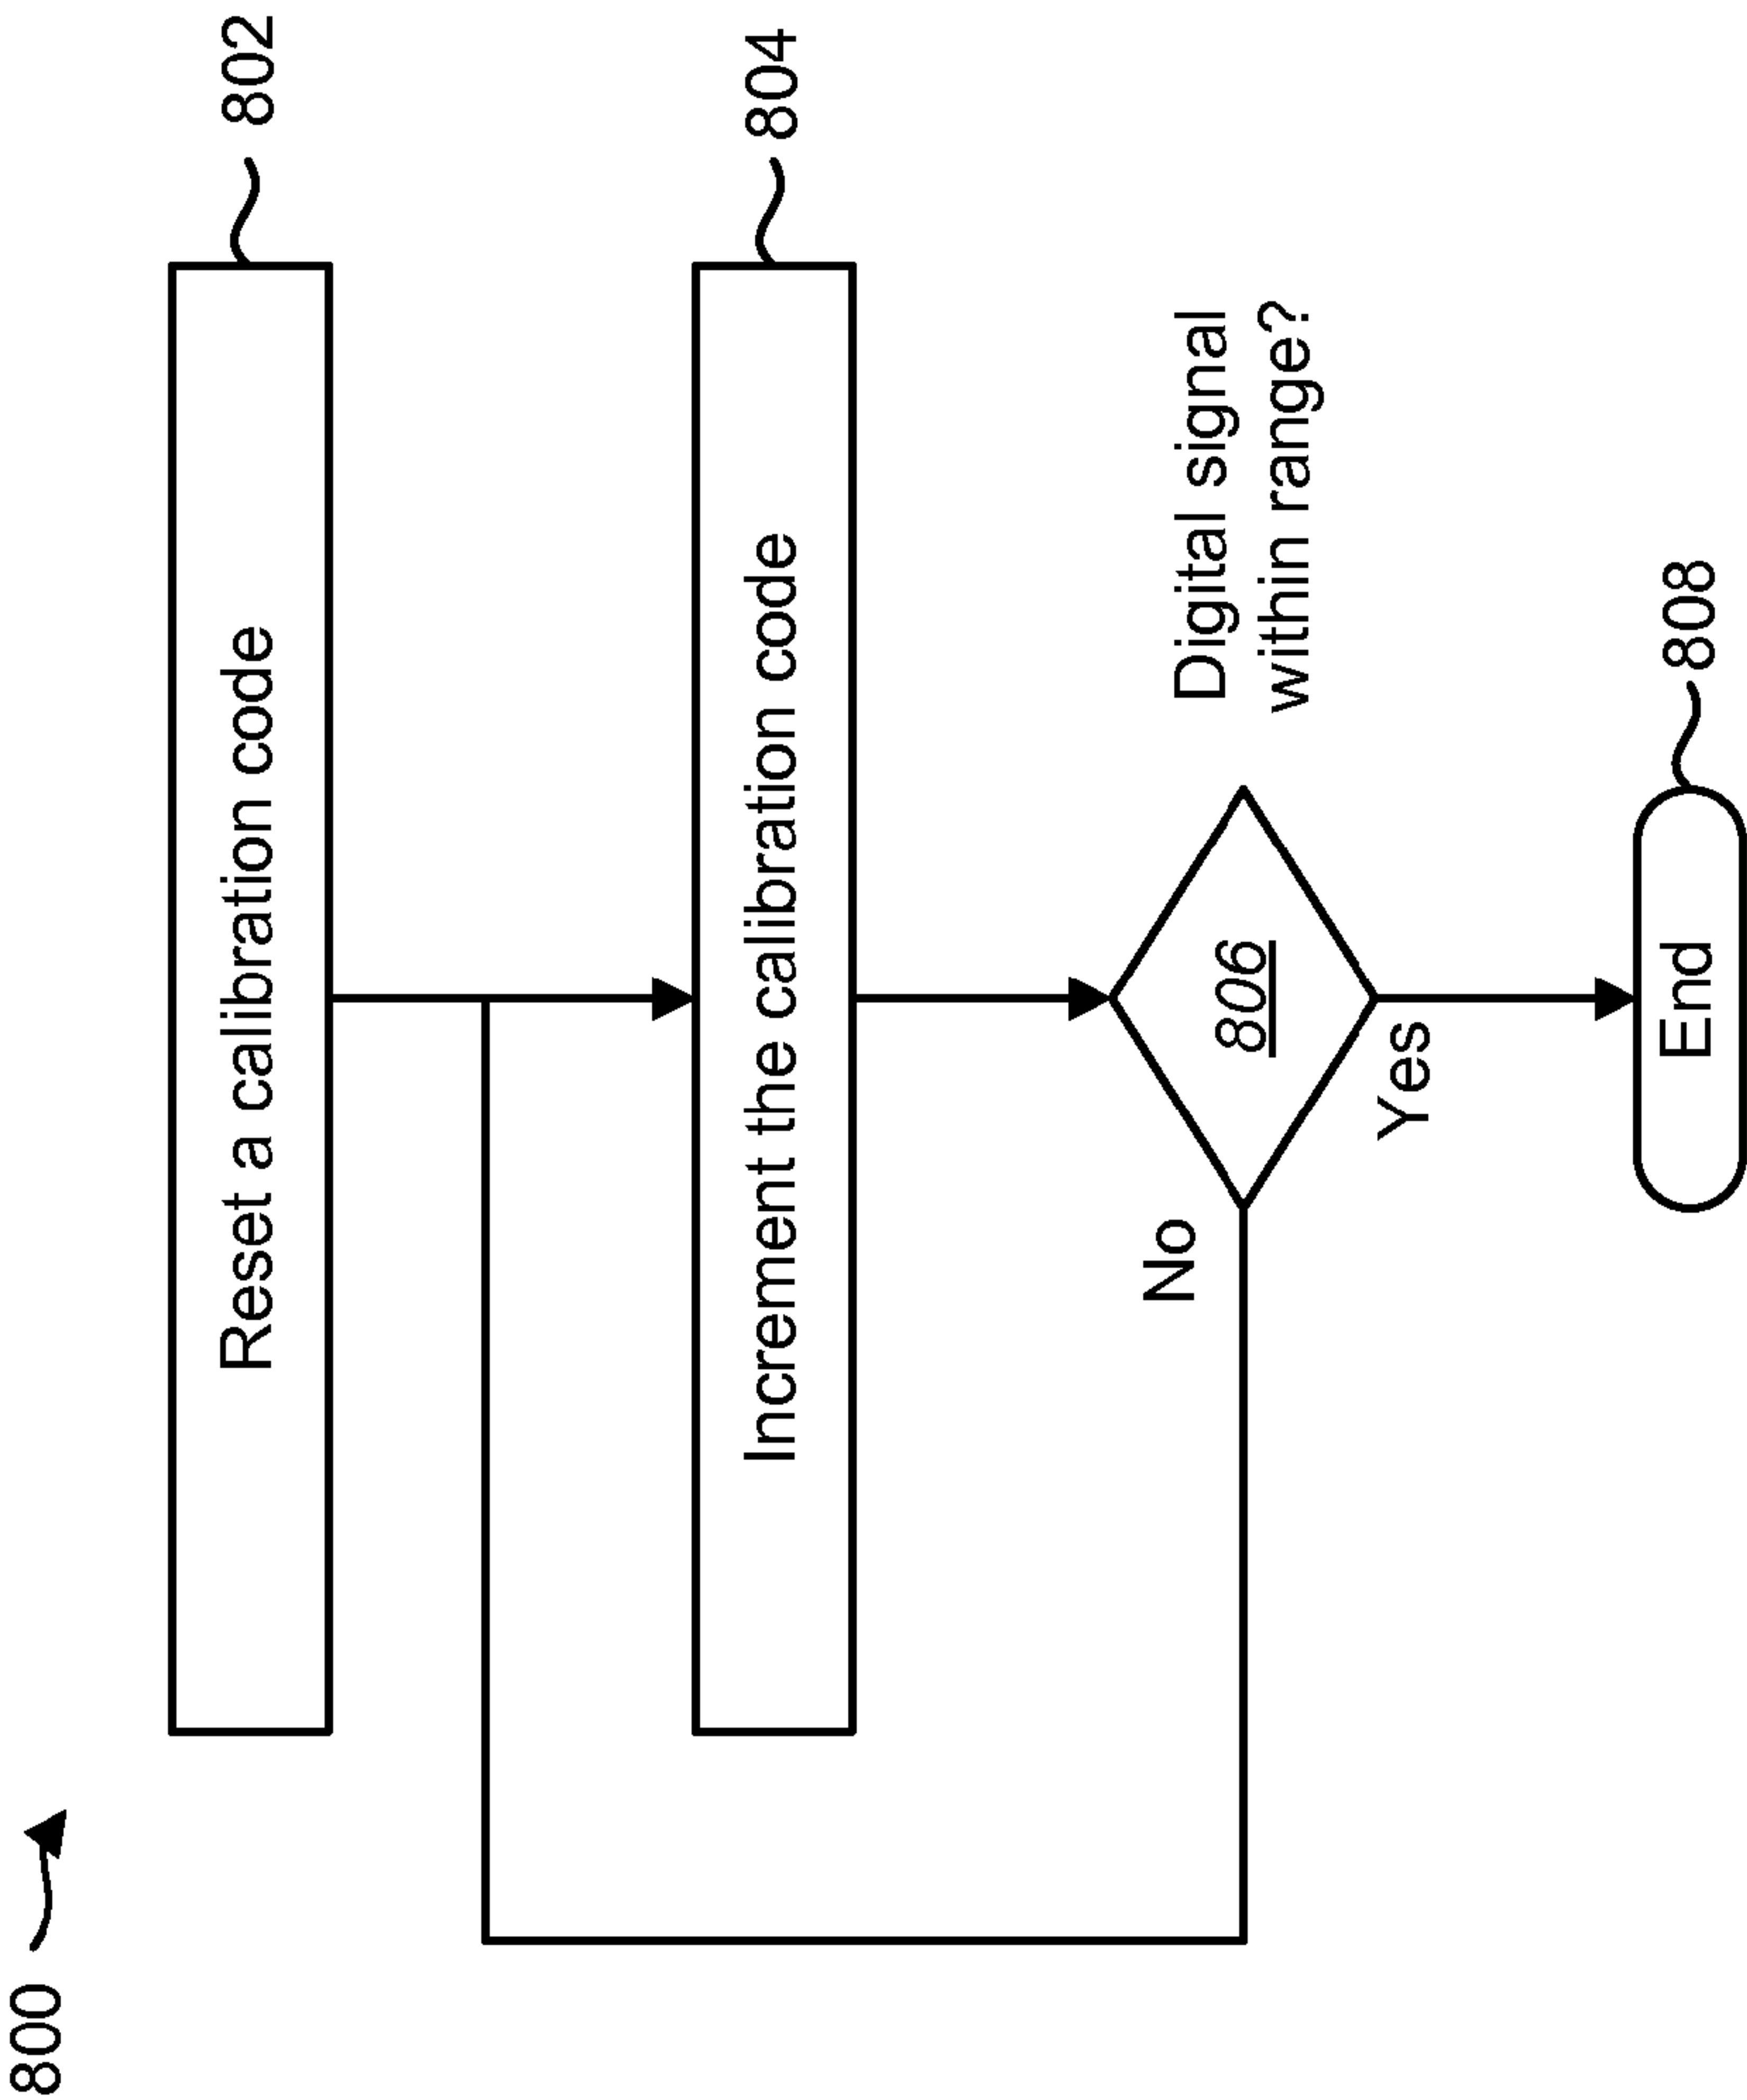 800
Reset a calibration code
802
Increment the calibration code
804
Digital signal
within range?
806
No
Yes
End
808